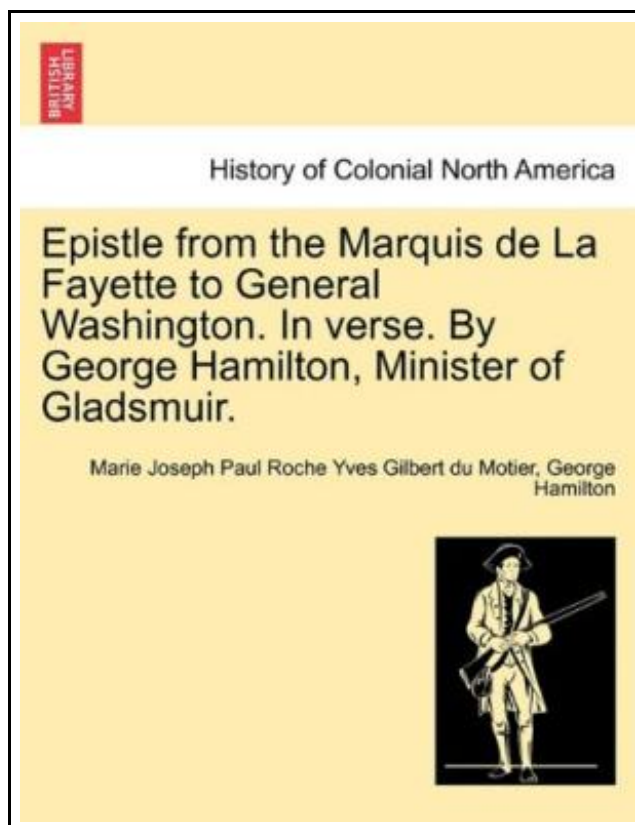 BRITISH
LIBRARY
History of Colonial North America
Epistle from the Marquis de La
Fayette to General
Washington. In verse. By
George Hamilton, Minister of
Gladsmuir.
Marie Joseph Paul Roche Yves Gilbert du Motier, George
Hamilton